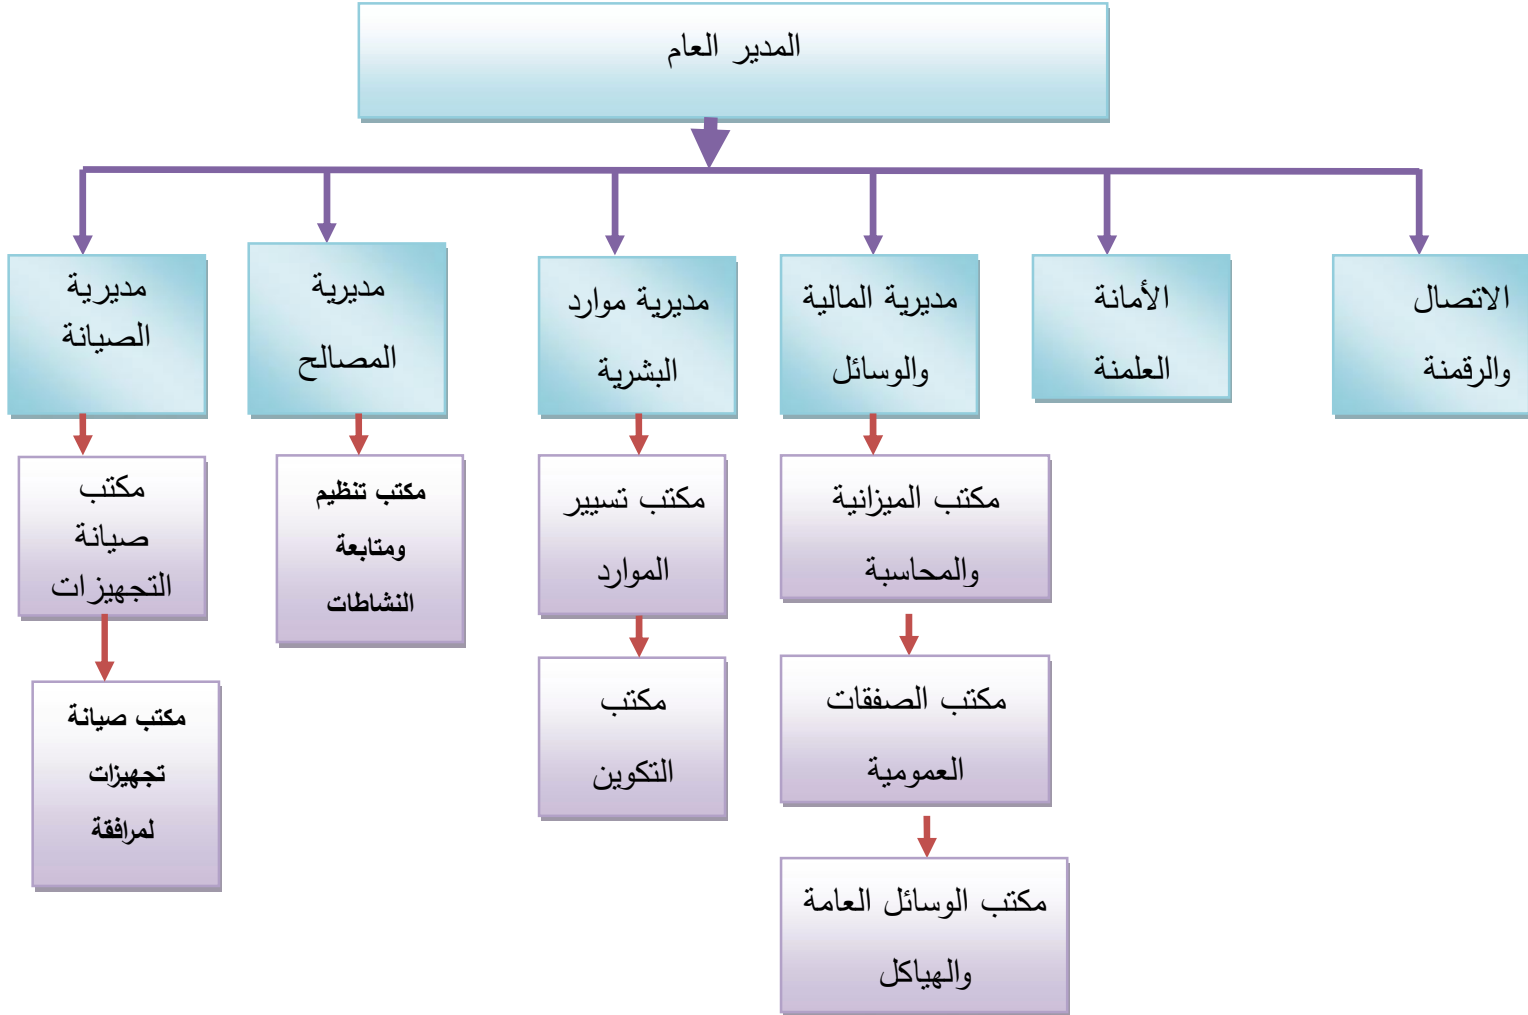 المدير العام
الاتصال
والرقمنة
الأمانة
العلمنة
مديرية المالية
والوسائل
مديرية موارد
البشرية
مديرية
المصالح
مديرية
الصيانة
مكتب الميزانية
والمحاسبة
مكتب تسيير
الموارد
مكتب تنظيم
ومتابعة
النشاطات
مكتب
صيانة
التجهيزات
مكتب الصفقات
العمومية
مكتب
التكوين
مكتب صيانة
تجهيزات
لمرافقة
مكتب الوسائل العامة
والهياكل